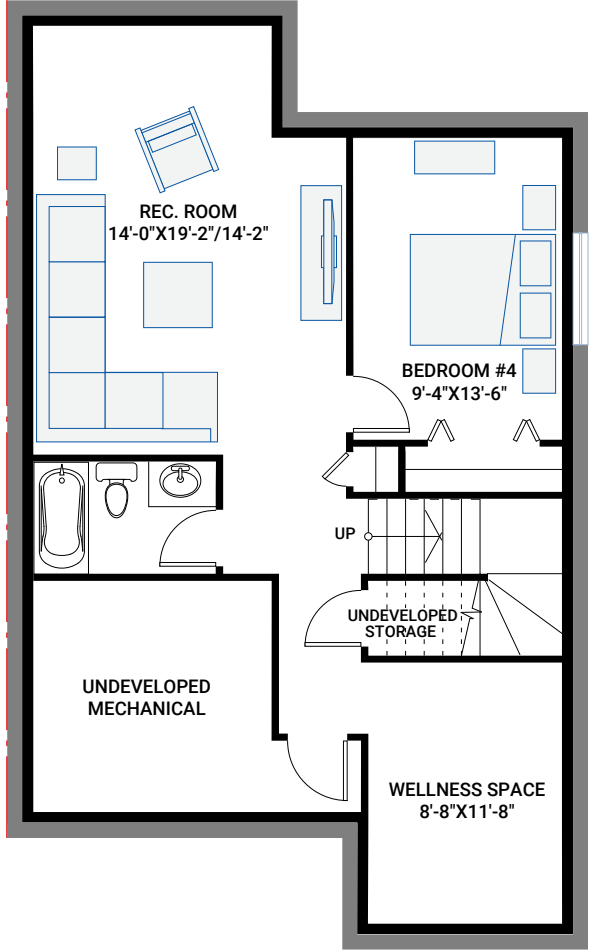 REC. ROOM
14'-0"X19'-2"/14'-2"
BEDROOM #4
9'-4"X13'-6"
UP
UNDEVELOPED
STORAGE
UNDEVELOPED
MECHANICAL
WELLNESS SPACE
8'-8"X11'-8"